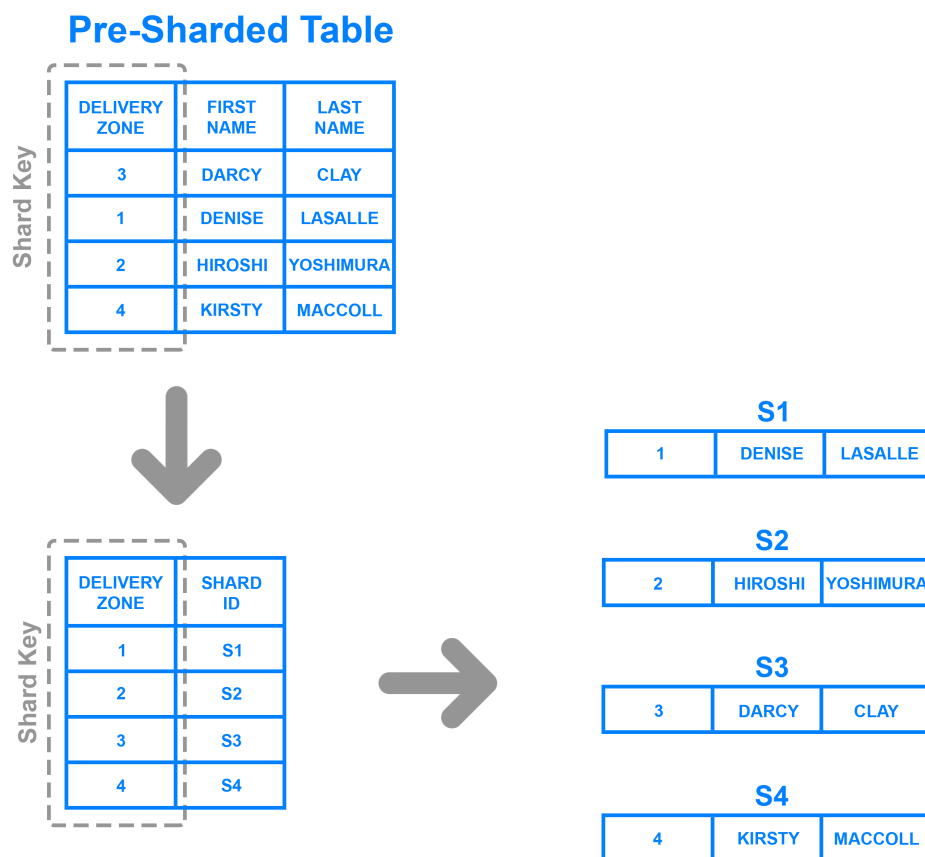 Pre-Sharded Table
Shard Key
DELIVERY ZONE FIRST NAME LAST NAME
3 DARCY CLAY
1 DENISE LASALLE
2 HIROSHI YOSHIMURA
4 KIRSTY MACCOLL
Shard Key
DELIVERY ZONE SHARD ID
1 S1
2 S2
3 S3
4 S4
S1
1 DENISE LASALLE
S2
2 HIROSHI YOSHIMURA
S3
3 DARCY CLAY
S4
4 KIRSTY MACCOLL